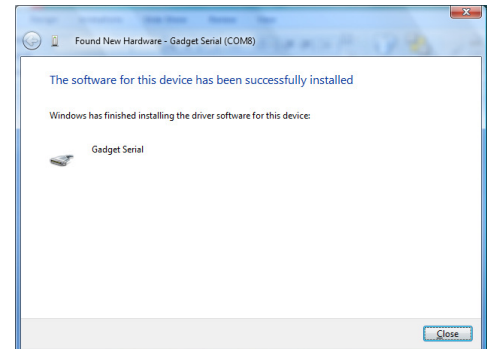 Found New Hardware - Gadget Serial (COM8)
The software for this device has been successfully installed
Windows has finished installing the driver software for this device:
Gadget Serial
Close